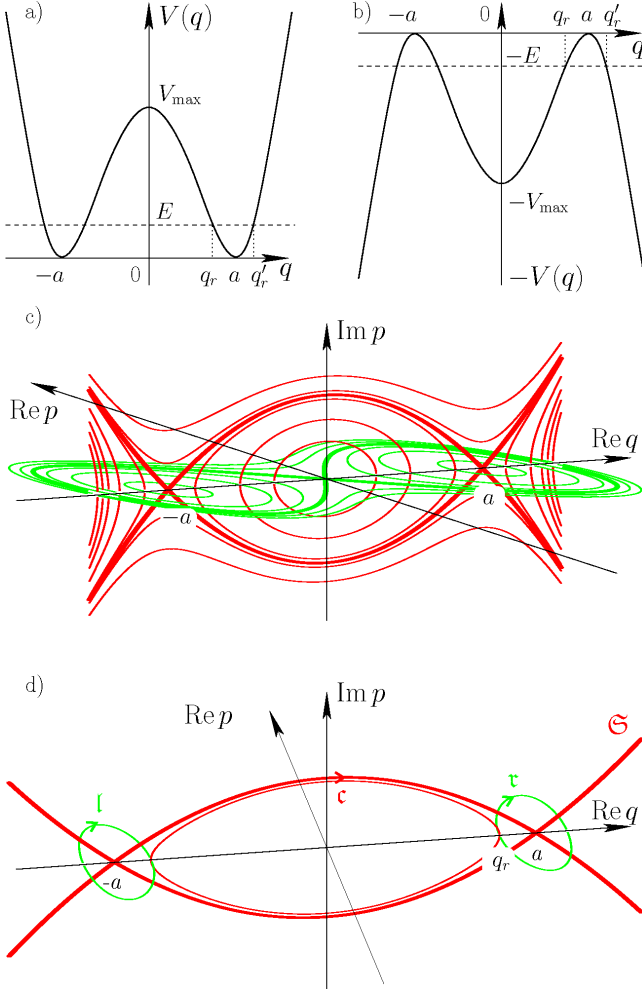 a)
V(q)
V_max
E
−a
0
q_r
a
q′_r
q
b)
−a
0
q_r
a
q′_r
q
−E
−V_max
−V(q)
c)
Im p
Re p
Re q
−a
a
d)
Re p
Im p
𝔖
𝔩
𝔠
𝔯
Re q
-a
q_r
a